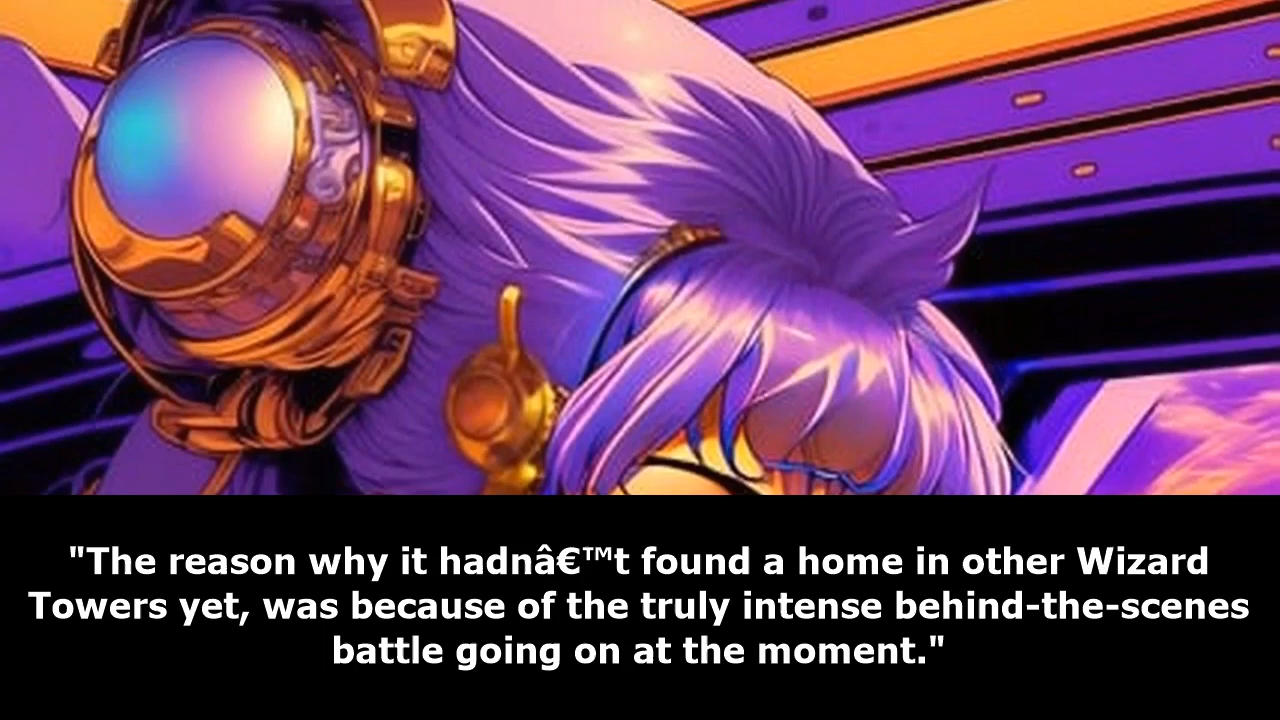 "The reason why it hadnâ€™t found a home in other Wizard
Towers yet, was because of the truly intense behind-the-scenes
battle going on at the moment."